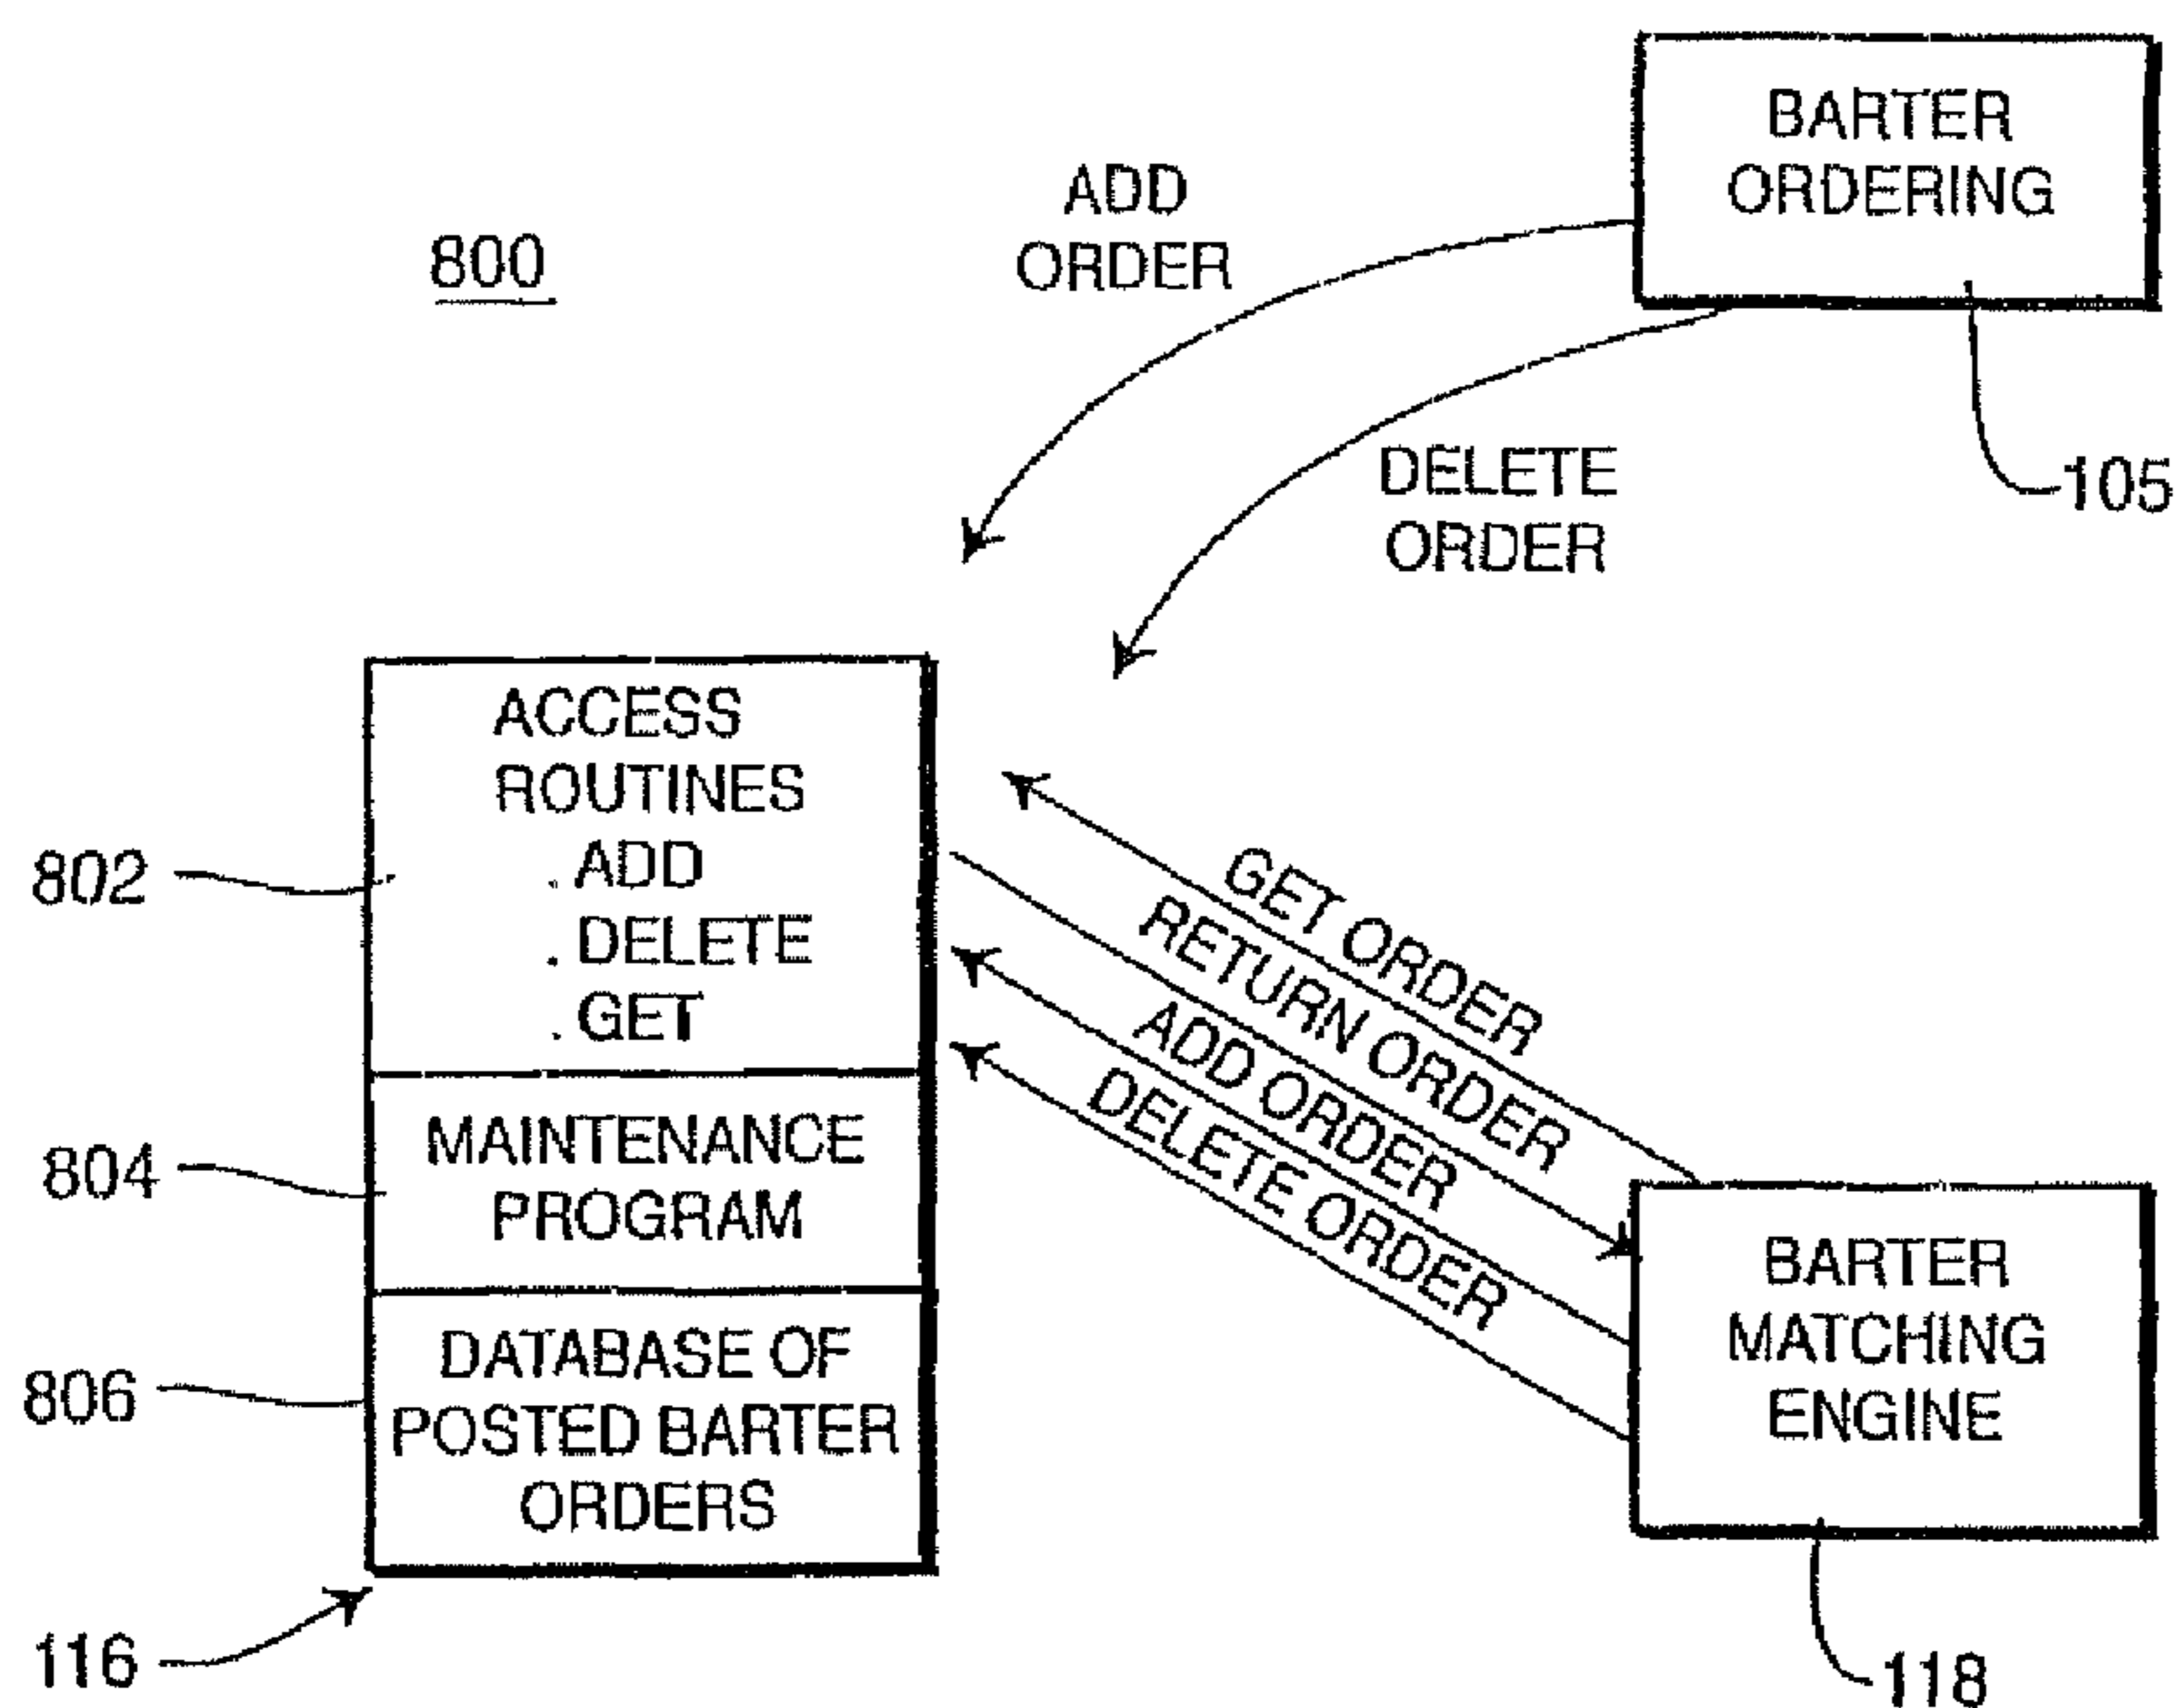 800
ADD
ORDER
BARTER
ORDERING
105
DELETE
ORDER
ACCESS
ROUTINES
. ADD
. DELETE
. GET
802
MAINTENANCE
PROGRAM
804
DATABASE OF
POSTED BARTER
ORDERS
806
116
GET ORDER
RETURN ORDER
ADD ORDER
DELETE ORDER
BARTER
MATCHING
ENGINE
118